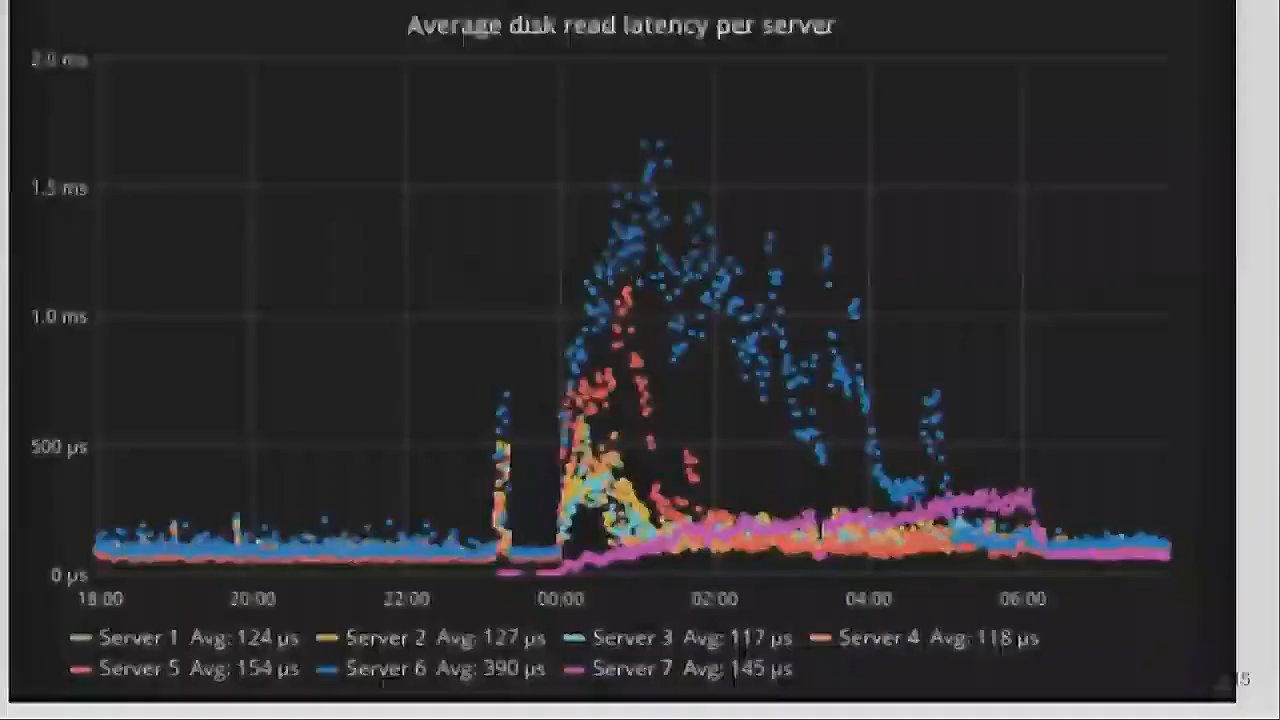 Average disk read latency per server
2.0 ms
1.5 ms
1.0 ms
500 µs
0 µs
18:00 20:00 22:00 00:00 02:00 04:00 06:00
Server 1 Avg: 124 µs Server 2 Avg: 127 µs Server 3 Avg: 117 µs Server 4 Avg: 118 µs
Server 5 Avg: 154 µs Server 6 Avg: 390 µs Server 7 Avg: 145 µs
15